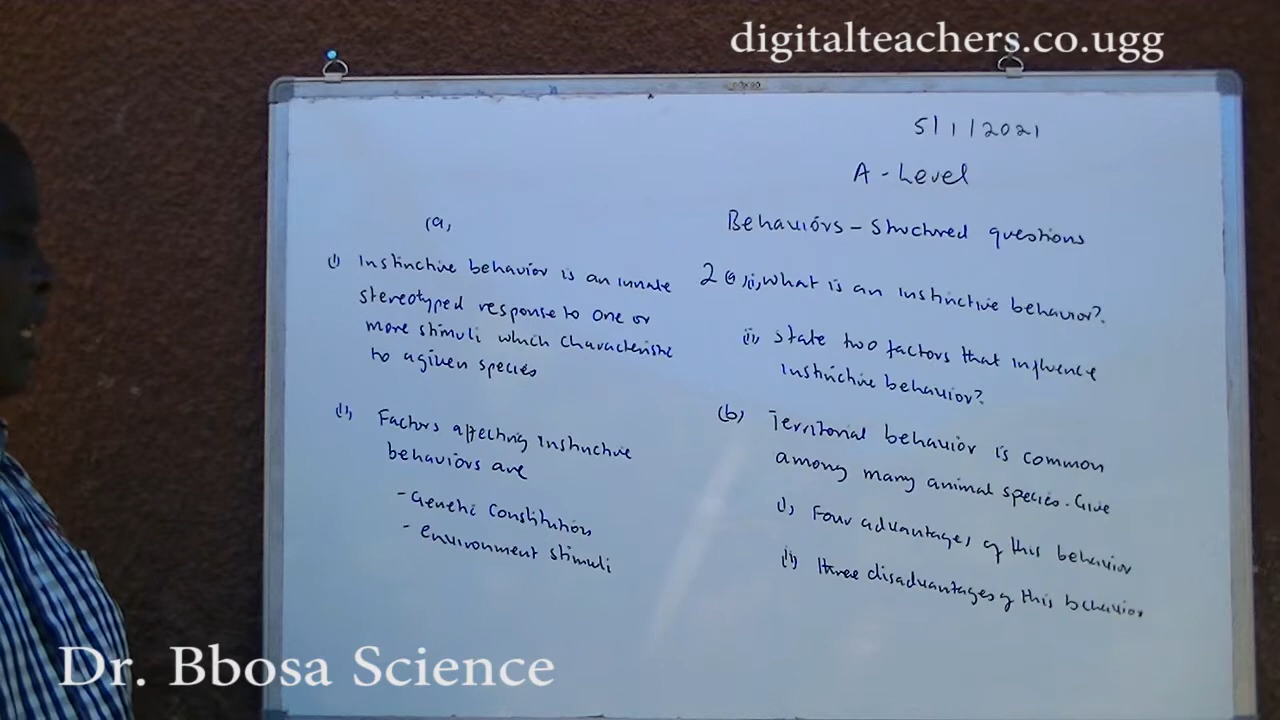 digitalteachers.co.ugg
5/1/2021
A - Level
Behaviors - Structured questions
(a)
i) Instinctive behavior is an innate
stereotyped response to one or
more stimuli which characteristic
to a given species
ii) Factors affecting instinctive
behaviors are
- Genetic constitution
- environment stimuli
2 (a) (i) What is an instinctive behavior?
ii) State two factors that influence
instinctive behavior?
(b) Territorial behavior is common
among many animal species. Give
i) Four advantages of this behavior
ii) three disadvantages of this behavior
Dr. Bbosa Science